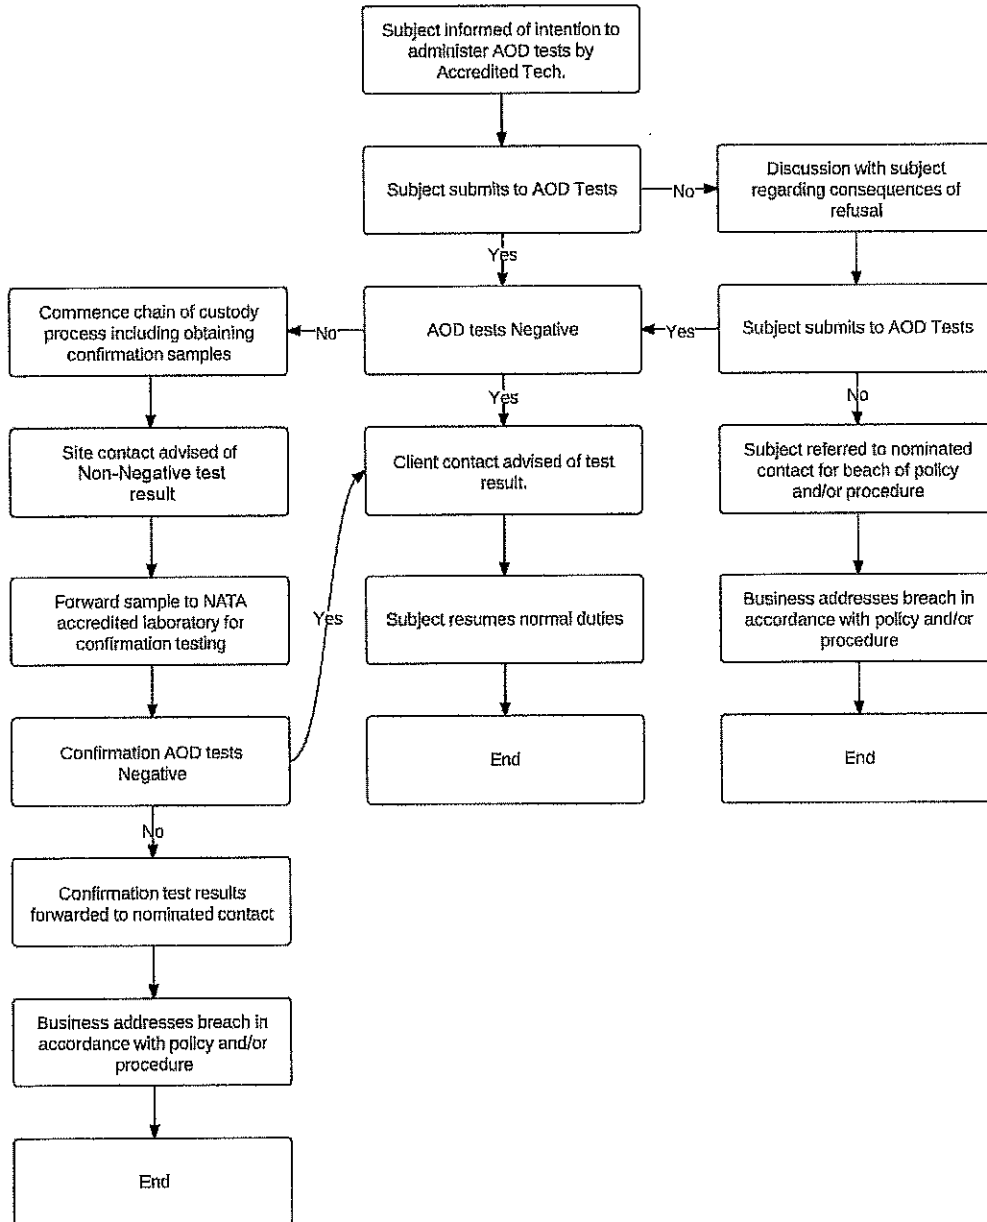 Subject informed of intention to
administer AOD tests by
Accredited Tech.
Subject submits to AOD Tests
No
Discussion with subject
regarding consequences of
refusal
Yes
Commence chain of custody
process including obtaining
confirmation samples
No
AOD tests Negative
Yes
Subject submits to AOD Tests
Yes
No
Site contact advised of
Non-Negative test
result
Client contact advised of test
result.
Subject referred to nominated
contact for beach of policy
and/or procedure
Forward sample to NATA
accredited laboratory for
confirmation testing
Yes
Subject resumes normal duties
Business addresses breach in
accordance with policy and/or
procedure
Confirmation AOD tests
Negative
End
End
No
Confirmation test results
forwarded to nominated contact
Business addresses breach in
accordance with policy and/or
procedure
End